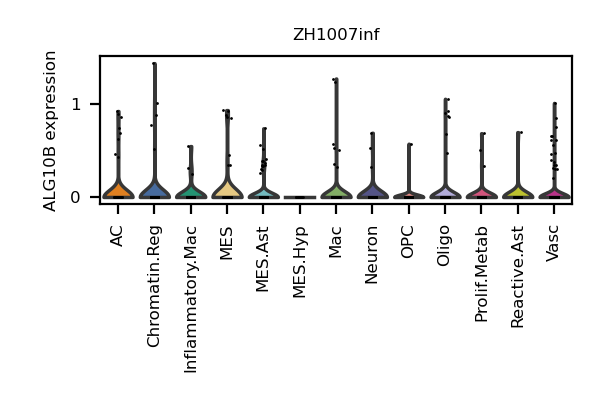 ZH1007inf
ALG10B expression
1
0
AC
Chromatin.Reg
Inflammatory.Mac
MES
MES.Ast
MES.Hyp
Mac
Neuron
OPC
Oligo
Prolif.Metab
Reactive.Ast
Vasc